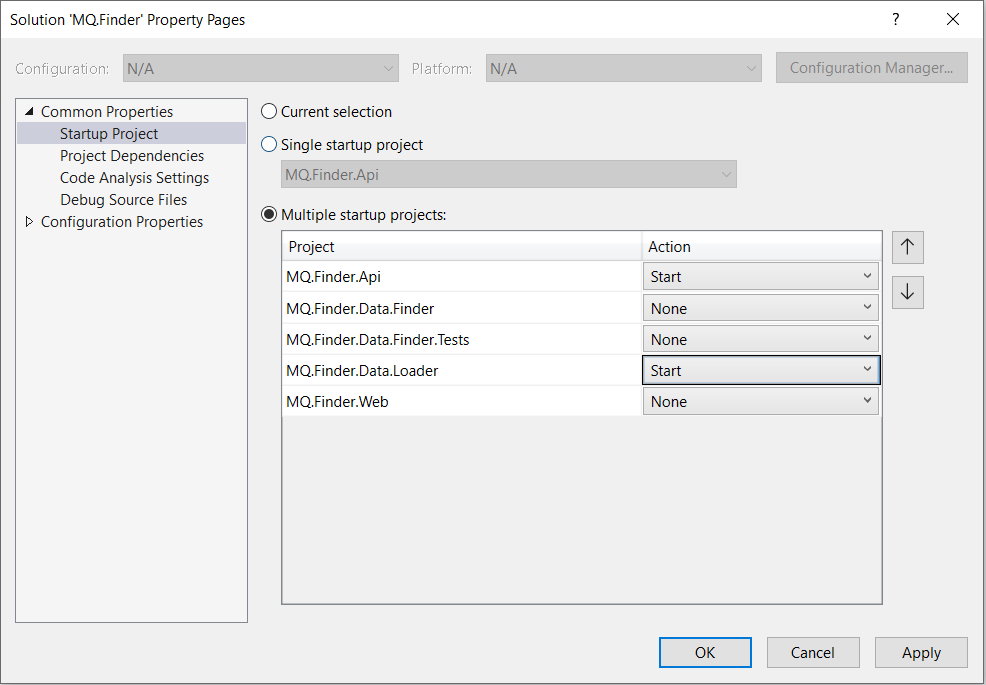 Solution 'MQ.Finder' Property Pages
?
Configuration: N/A Platform: N/A Configuration Manager...
Common Properties
Startup Project
Project Dependencies
Code Analysis Settings
Debug Source Files
Configuration Properties
Current selection
Single startup project
MQ.Finder.Api
Multiple startup projects:
Project Action
MQ.Finder.Api Start
MQ.Finder.Data.Finder None
MQ.Finder.Data.Finder.Tests None
MQ.Finder.Data.Loader Start
MQ.Finder.Web None
OK Cancel Apply